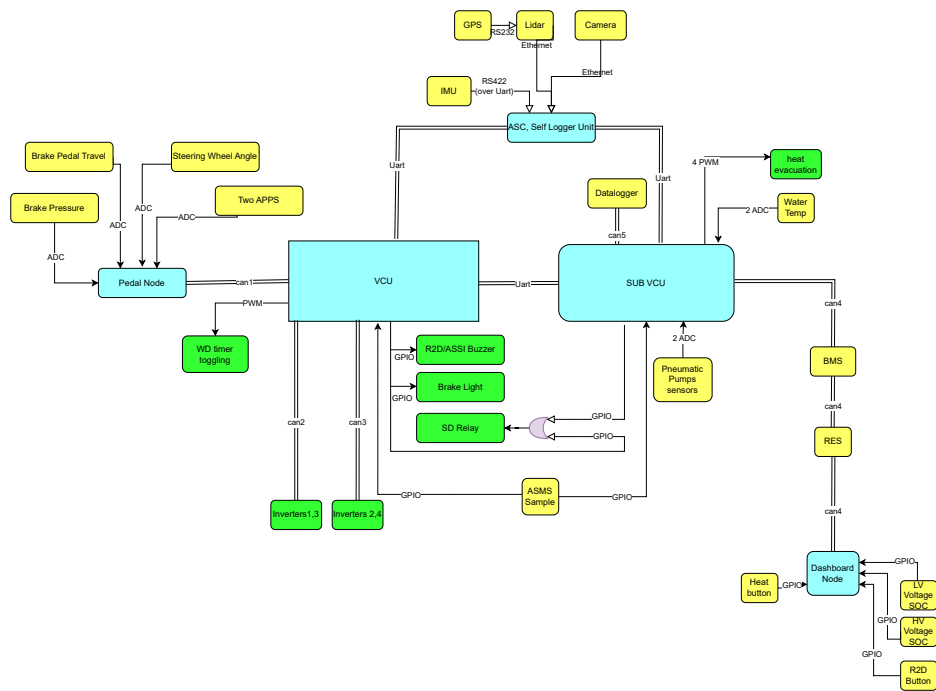 GPS
RS232
Lidar
Camera
Ethernet
Ethernet
IMU
RS422
(over Uart)
ASC, Self Logger Unit
Uart
Uart
Brake Pedal Travel
Steering Wheel Angle
Brake Pressure
Two APPS
ADC
ADC
ADC
ADC
Pedal Node
can1
VCU
Uart
SUB VCU
Datalogger
can5
4 PWM
heat
evacuation
2 ADC
Water
Temp
PWM
WD timer
toggling
GPIO
R2D/ASSI Buzzer
GPIO
Brake Light
SD Relay
GPIO
GPIO
2 ADC
Pneumatic
Pumps
sensors
can4
BMS
can4
RES
can4
can2
can3
GPIO
ASMS
Sample
GPIO
Inverters1,3
Inverters 2,4
Dashboard
Node
Heat
button
GPIO
GPIO
LV
Voltage
SOC
GPIO
HV
Voltage
SOC
GPIO
R2D
Button